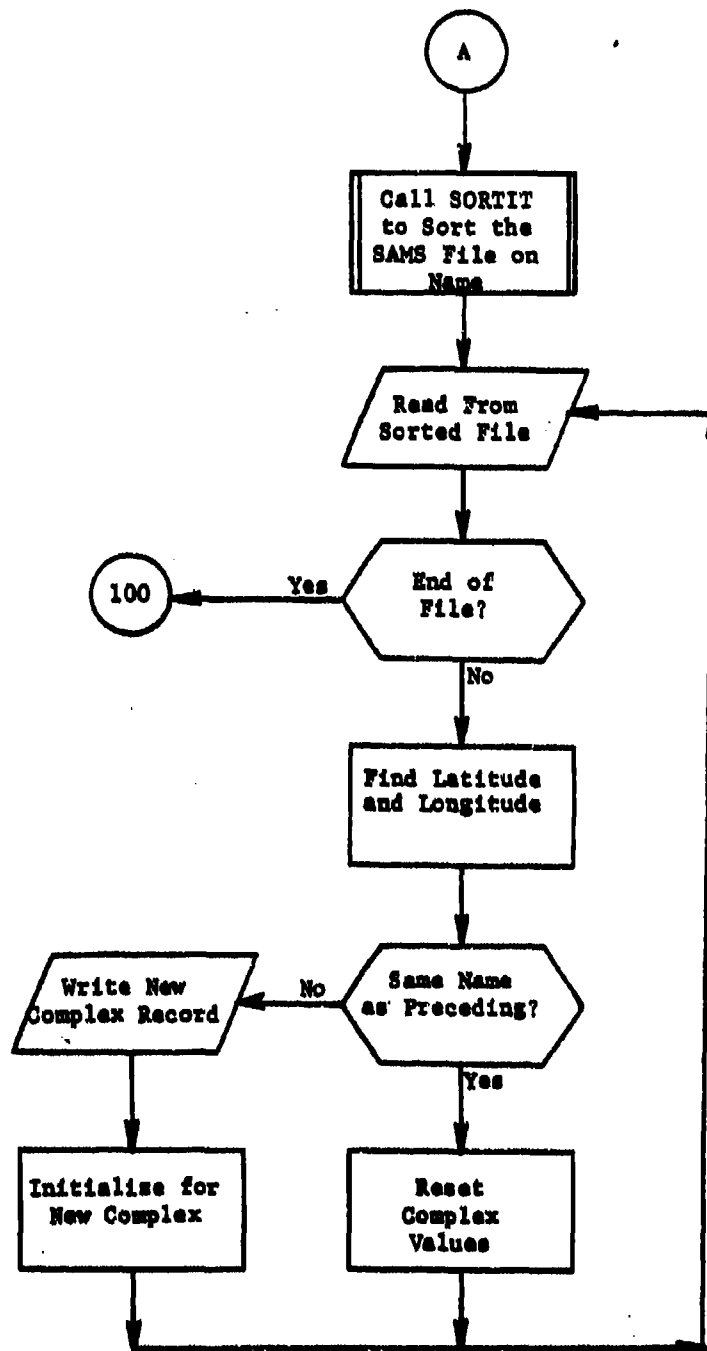 A
Call SORTIT
to Sort the
SAMS File on
Name
Read From
Sorted File
End of
File?
Yes
100
No
Find Latitude
and Longitude
Same Name
as Preceding?
No
Write New
Complex Record
Yes
Initialize for
New Complex
Reset
Complex
Values